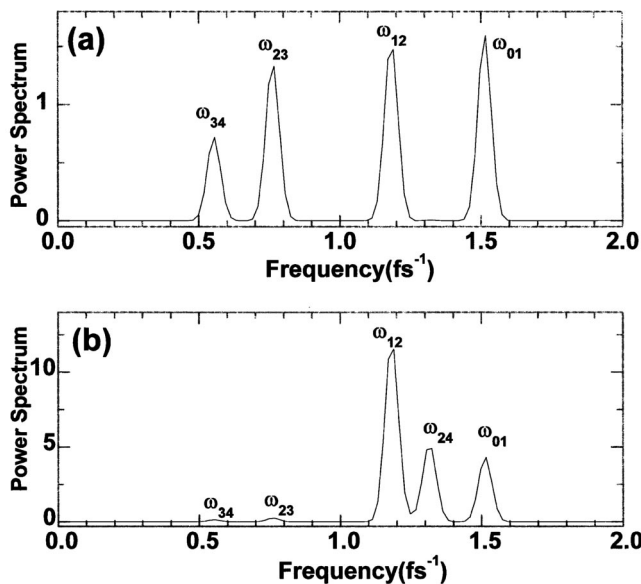 (a)
ω12
ω01
ω23
ω34
Power Spectrum
1
0
0.0 0.5 1.0 1.5 2.0
Frequency(fs-1)
(b)
ω12
ω24
ω01
ω34
ω23
Power Spectrum
10
5
0
0.0 0.5 1.0 1.5 2.0
Frequency(fs-1)